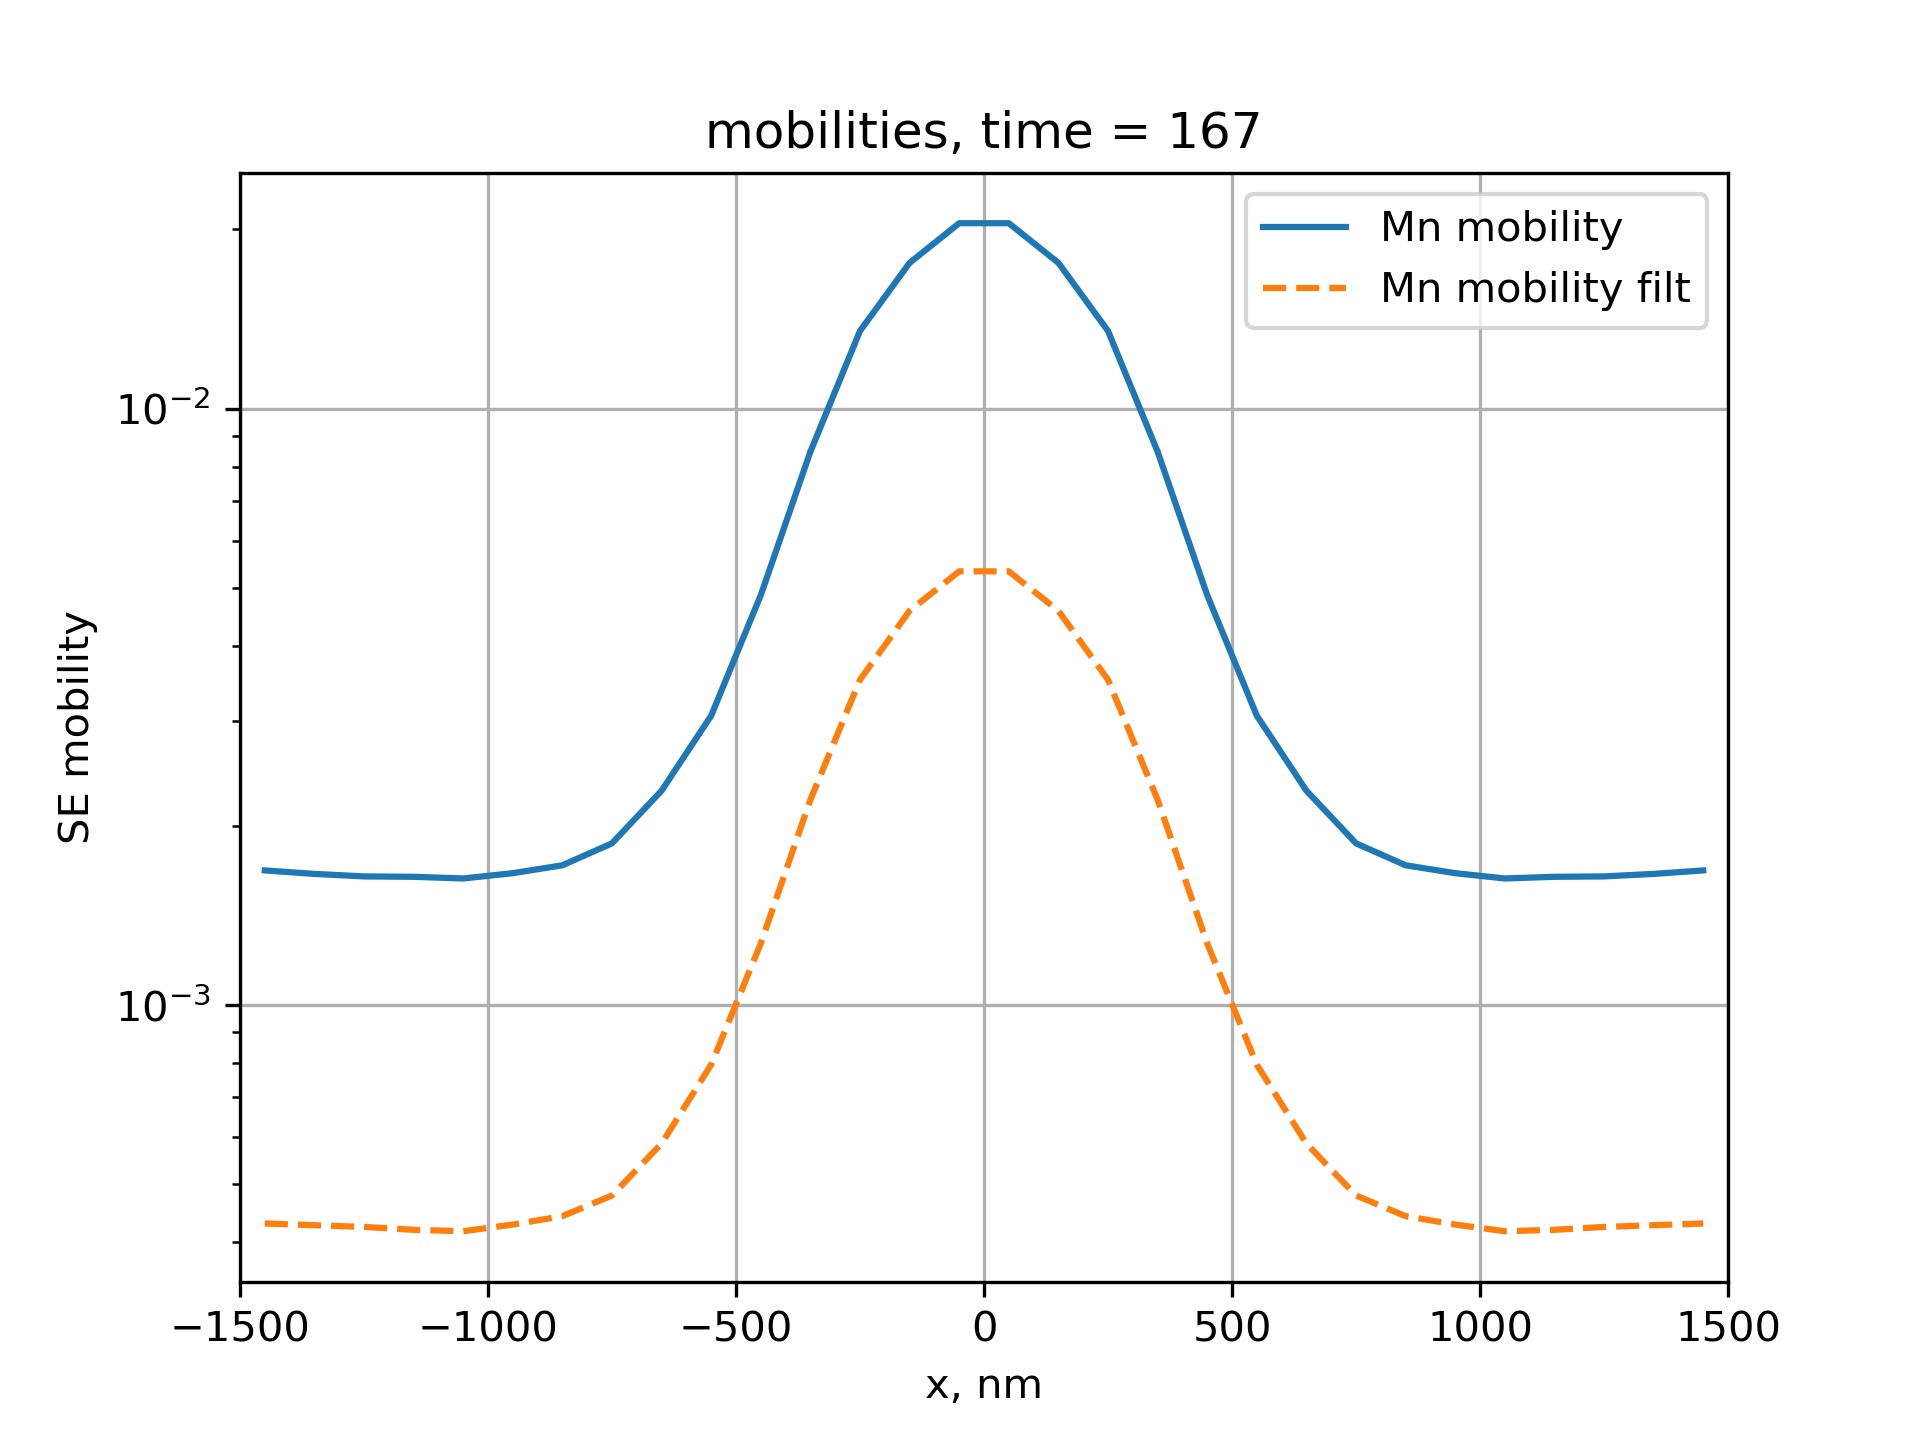 mobilities, time = 167
Mn mobility
Mn mobility filt
SE mobility
10⁻²
10⁻³
−1500
−1000
−500
0
500
1000
1500
x, nm